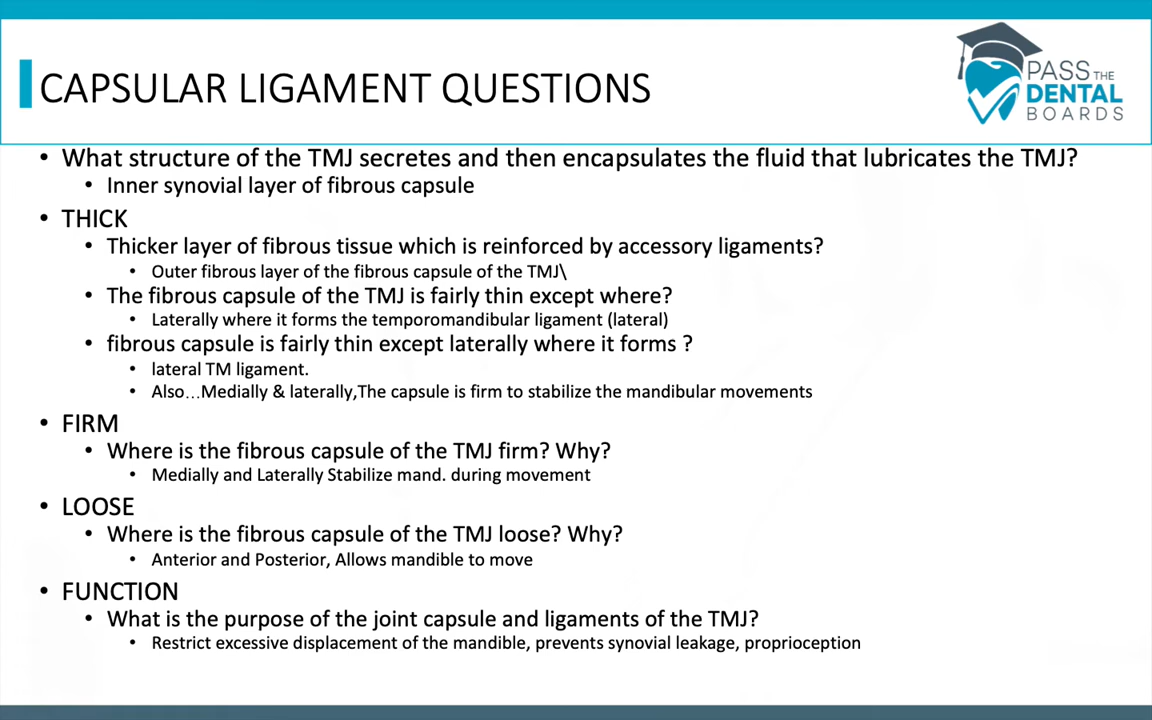 CAPSULAR LIGAMENT QUESTIONS
PASS THE
DENTAL
BOARDS
• What structure of the TMJ secretes and then encapsulates the fluid that lubricates the TMJ?
• Inner synovial layer of fibrous capsule
• THICK
• Thicker layer of fibrous tissue which is reinforced by accessory ligaments?
• Outer fibrous layer of the fibrous capsule of the TMJ\
• The fibrous capsule of the TMJ is fairly thin except where?
• Laterally where it forms the temporomandibular ligament (lateral)
• fibrous capsule is fairly thin except laterally where it forms ?
• lateral TM ligament.
• Also…Medially & laterally,The capsule is firm to stabilize the mandibular movements
• FIRM
• Where is the fibrous capsule of the TMJ firm? Why?
• Medially and Laterally Stabilize mand. during movement
• LOOSE
• Where is the fibrous capsule of the TMJ loose? Why?
• Anterior and Posterior, Allows mandible to move
• FUNCTION
• What is the purpose of the joint capsule and ligaments of the TMJ?
• Restrict excessive displacement of the mandible, prevents synovial leakage, proprioception